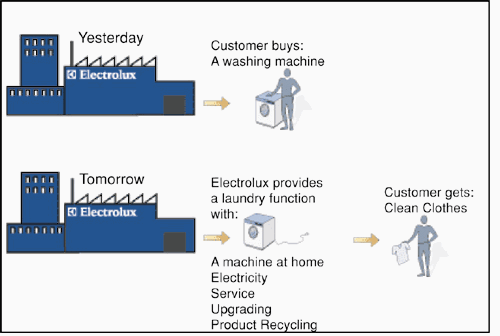 Yesterday
Electrolux
Customer buys:
A washing machine
Tomorrow
Electrolux
Electrolux provides
a laundry function
with:
A machine at home
Electricity
Service
Upgrading
Product Recycling
Customer gets:
Clean Clothes